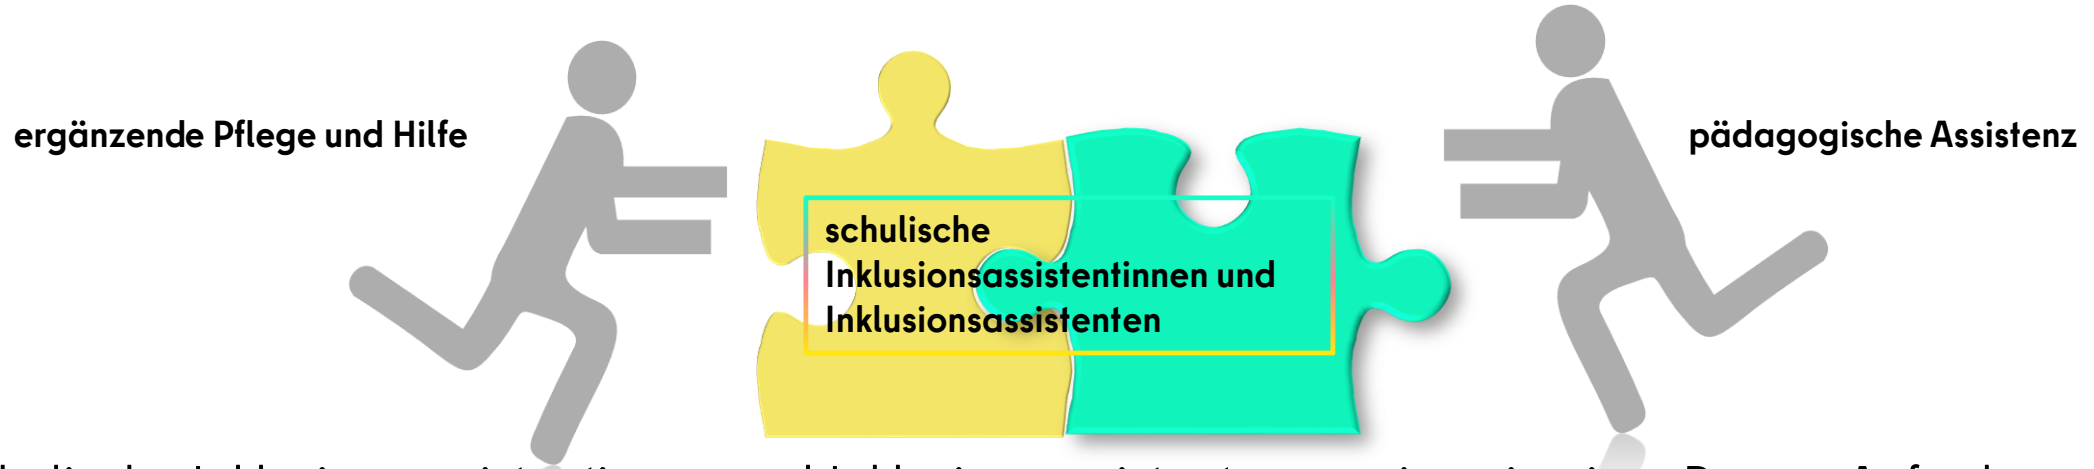 ergänzende Pflege und Hilfe
pädagogische Assistenz
schulische
Inklusionsassistentinnen und
Inklusionsassistenten